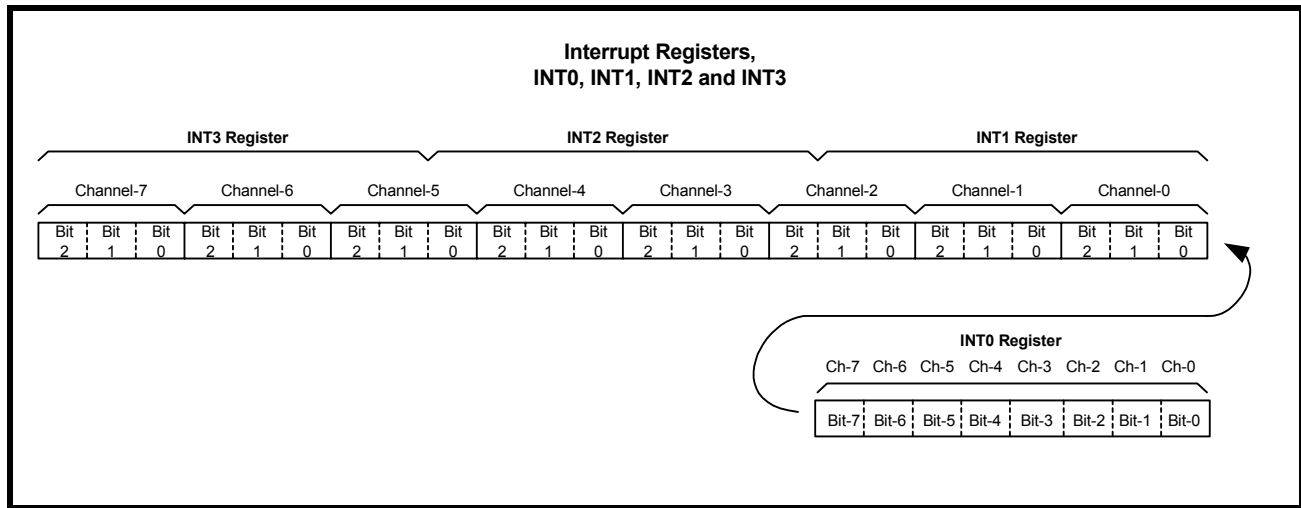 Interrupt Registers,
INT0, INT1, INT2 and INT3
INT3 Register INT2 Register INT1 Register
Channel-7 Channel-6 Channel-5 Channel-4 Channel-3 Channel-2 Channel-1 Channel-0
Bit Bit Bit Bit Bit Bit Bit Bit Bit Bit Bit Bit Bit Bit Bit Bit Bit Bit Bit Bit Bit Bit Bit Bit
2 1 0 2 1 0 2 1 0 2 1 0 2 1 0 2 1 0 2 1 0 2 1 0
INT0 Register
Ch-7 Ch-6 Ch-5 Ch-4 Ch-3 Ch-2 Ch-1 Ch-0
Bit-7 Bit-6 Bit-5 Bit-4 Bit-3 Bit-2 Bit-1 Bit-0